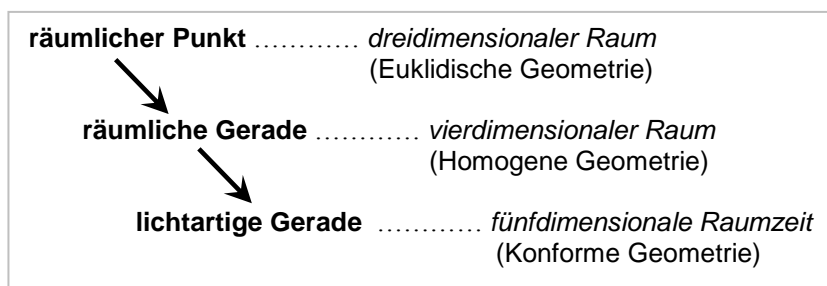 räumlicher Punkt ............ dreidimensionaler Raum
(Euklidische Geometrie)
räumliche Gerade ............ vierdimensionaler Raum
(Homogene Geometrie)
lichtartige Gerade ............ fünfdimensionale Raumzeit
(Konforme Geometrie)